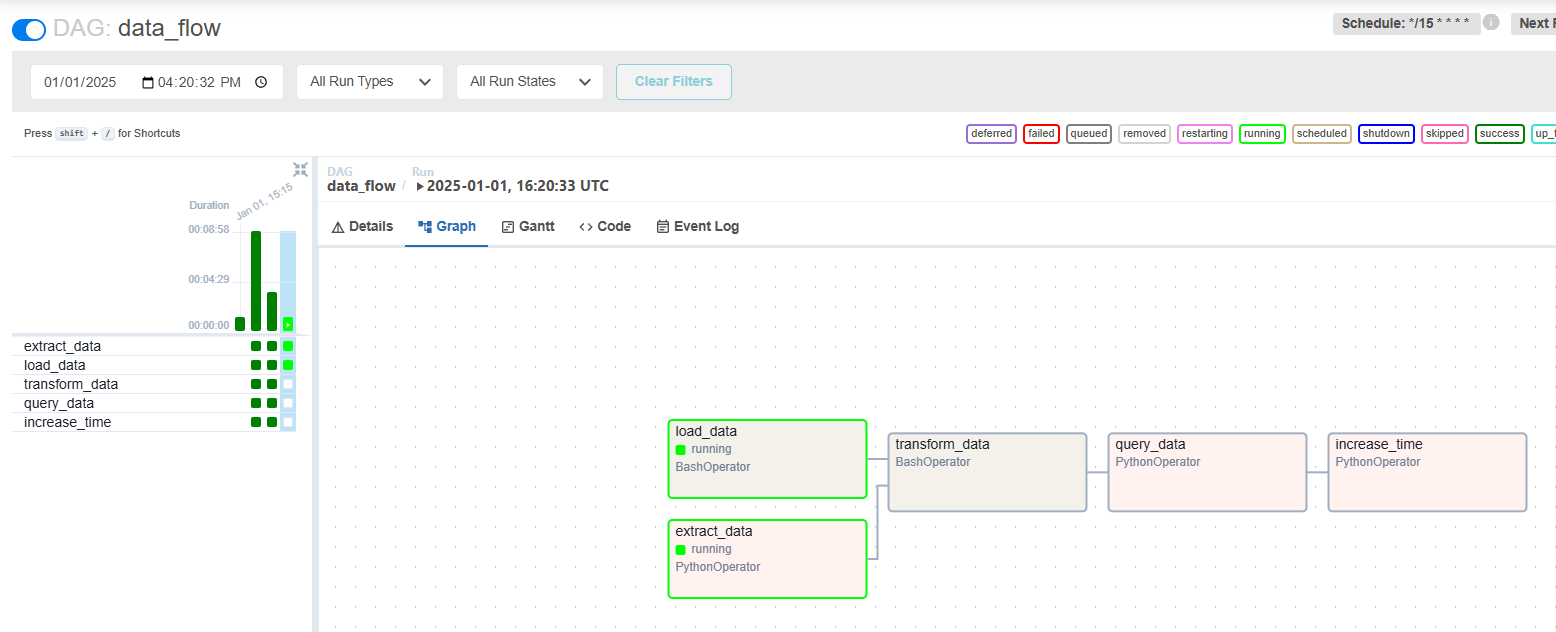 DAG: data_flow
Schedule: */15 * * * *
i
Next
01/01/2025 04:20:32 PM
All Run Types
All Run States
Clear Filters
Press shift + / for Shortcuts
deferred
failed
queued
removed
restarting
running
scheduled
shutdown
skipped
success
Duration
Jan 01, 15:15
00:08:58
00:04:29
00:00:00
extract_data
load_data
transform_data
query_data
increase_time
DAG
data_flow
/
Run
2025-01-01, 16:20:33 UTC
Details
Graph
Gantt
Code
Event Log
load_data
running
BashOperator
extract_data
running
PythonOperator
transform_data
BashOperator
query_data
PythonOperator
increase_time
PythonOperator